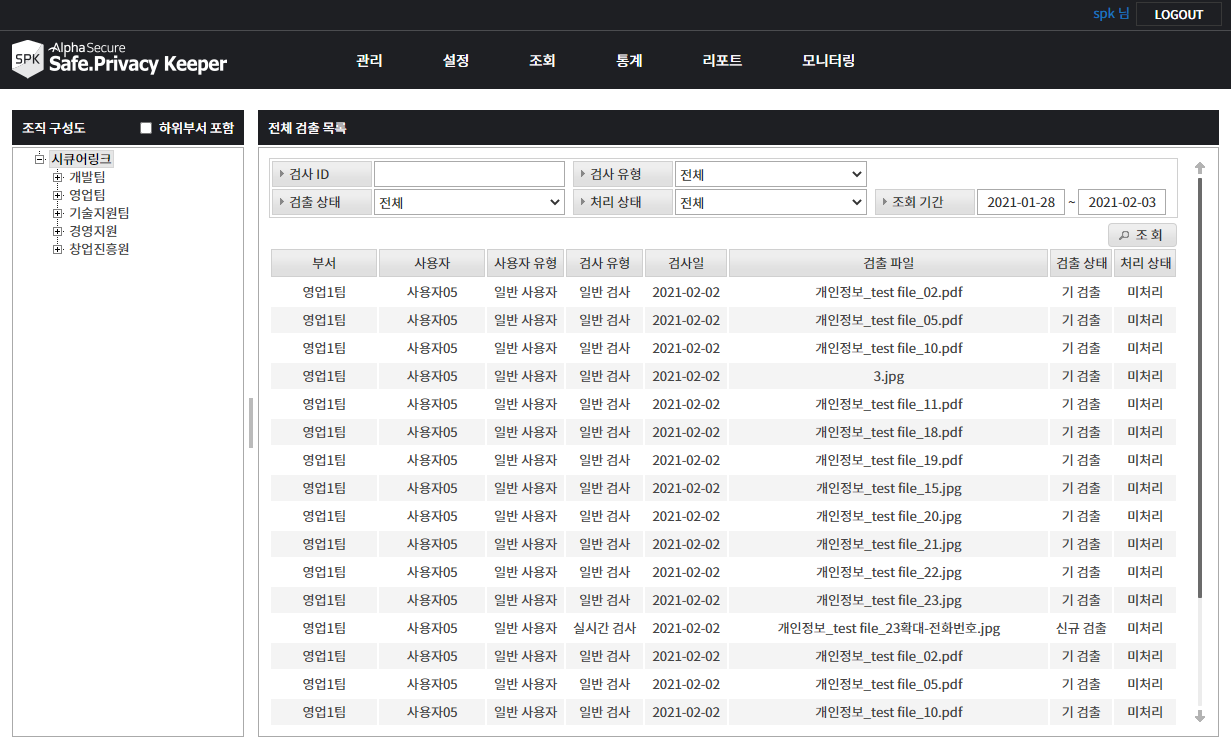 spk 님 LOGOUT
SPK AlphaSecure
Safe.Privacy Keeper
관리 설정 조회 통계 리포트 모니터링
조직 구성도 하위부서 포함
시큐어링크
개발팀
영업팀
기술지원팀
경영지원
창업진흥원
전체 검출 목록
검사 ID 검사 유형 전체
검출 상태 전체 처리 상태 전체 조회 기간 2021-01-28 ~ 2021-02-03
조 회
부서 사용자 사용자 유형 검사 유형 검사일 검출 파일 검출 상태 처리 상태
영업1팀 사용자05 일반 사용자 일반 검사 2021-02-02 개인정보_test file_02.pdf 기 검출 미처리
영업1팀 사용자05 일반 사용자 일반 검사 2021-02-02 개인정보_test file_05.pdf 기 검출 미처리
영업1팀 사용자05 일반 사용자 일반 검사 2021-02-02 개인정보_test file_10.pdf 기 검출 미처리
영업1팀 사용자05 일반 사용자 일반 검사 2021-02-02 3.jpg 기 검출 미처리
영업1팀 사용자05 일반 사용자 일반 검사 2021-02-02 개인정보_test file_11.pdf 기 검출 미처리
영업1팀 사용자05 일반 사용자 일반 검사 2021-02-02 개인정보_test file_18.pdf 기 검출 미처리
영업1팀 사용자05 일반 사용자 일반 검사 2021-02-02 개인정보_test file_19.pdf 기 검출 미처리
영업1팀 사용자05 일반 사용자 일반 검사 2021-02-02 개인정보_test file_15.jpg 기 검출 미처리
영업1팀 사용자05 일반 사용자 일반 검사 2021-02-02 개인정보_test file_20.jpg 기 검출 미처리
영업1팀 사용자05 일반 사용자 일반 검사 2021-02-02 개인정보_test file_21.jpg 기 검출 미처리
영업1팀 사용자05 일반 사용자 일반 검사 2021-02-02 개인정보_test file_22.jpg 기 검출 미처리
영업1팀 사용자05 일반 사용자 일반 검사 2021-02-02 개인정보_test file_23.jpg 기 검출 미처리
영업1팀 사용자05 일반 사용자 실시간 검사 2021-02-02 개인정보_test file_23확대-전화번호.jpg 신규 검출 미처리
영업1팀 사용자05 일반 사용자 일반 검사 2021-02-02 개인정보_test file_02.pdf 기 검출 미처리
영업1팀 사용자05 일반 사용자 일반 검사 2021-02-02 개인정보_test file_05.pdf 기 검출 미처리
영업1팀 사용자05 일반 사용자 일반 검사 2021-02-02 개인정보_test file_10.pdf 기 검출 미처리